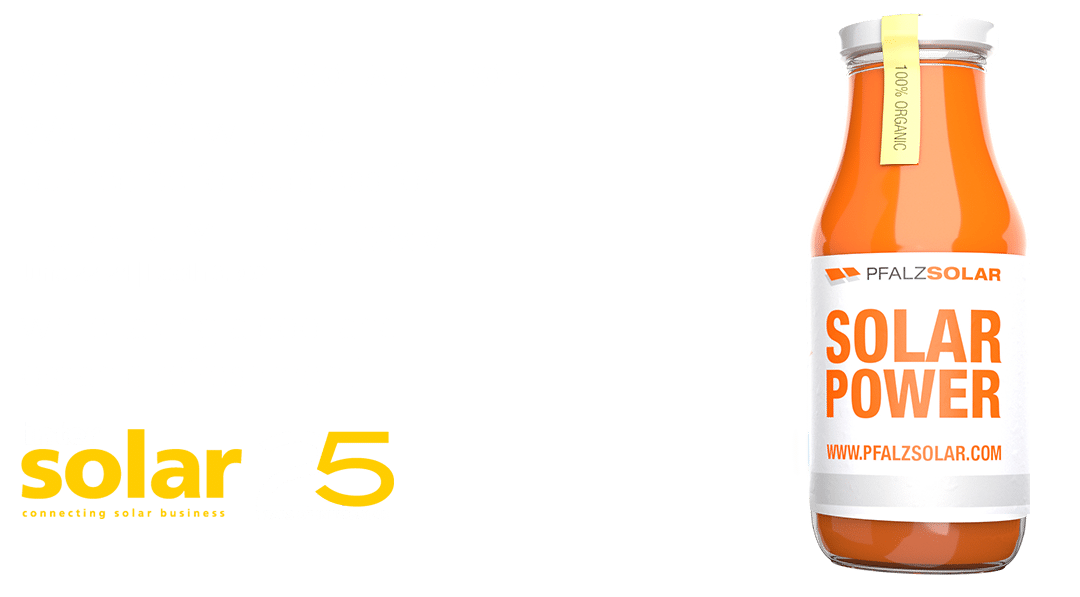 100% ORGANIC
PFALZSOLAR
SOLAR
POWER
WWW.PFALZSOLAR.COM
solar 5
connecting solar business